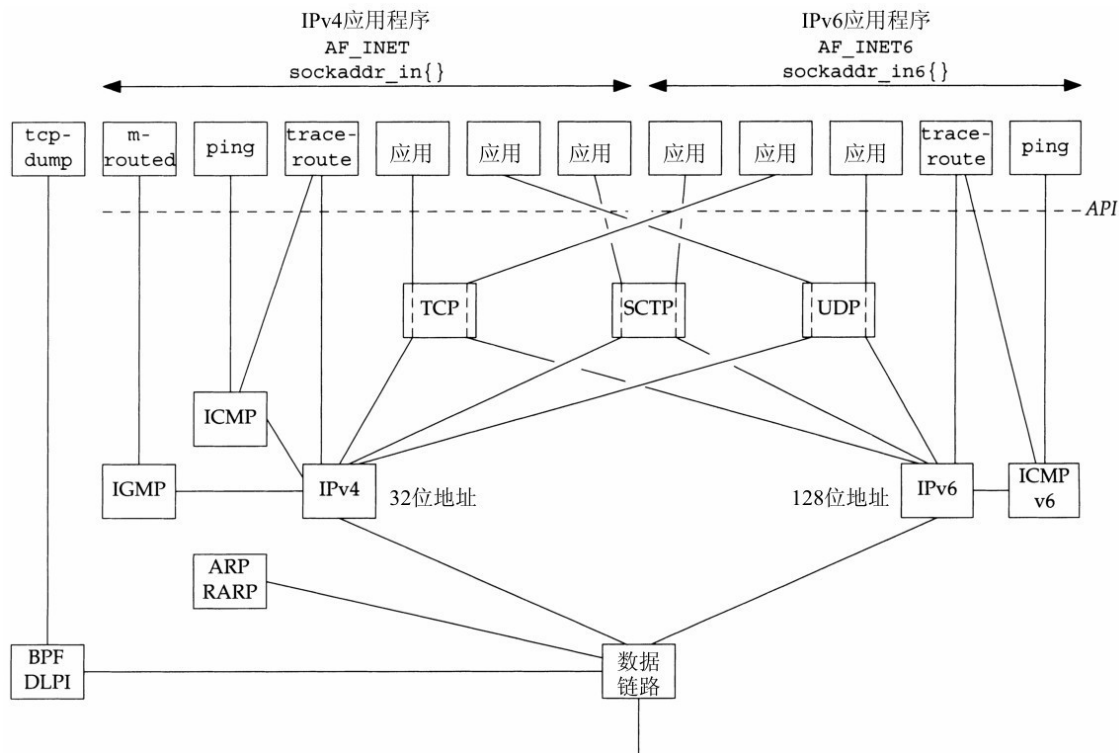 IPv4应用程序
AF_INET
sockaddr_in{}
IPv6应用程序
AF_INET6
sockaddr_in6{}
tcp-
dump
m-
routed
ping
trace-
route
应用
应用
应用
应用
应用
应用
trace-
route
ping
API
TCP
SCTP
UDP
ICMP
IGMP
IPv4
32位地址
128位地址
IPv6
ICMP
v6
ARP
RARP
BPF
DLPI
数据
链路